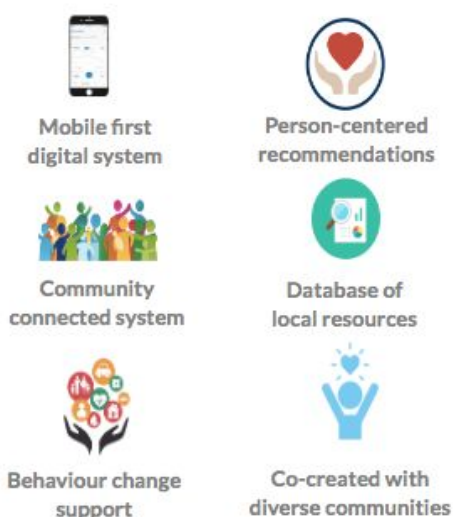 Mobile first
digital system
Person-centered
recommendations
Community
connected system
Database of
local resources
Behaviour change
support
Co-created with
diverse communities